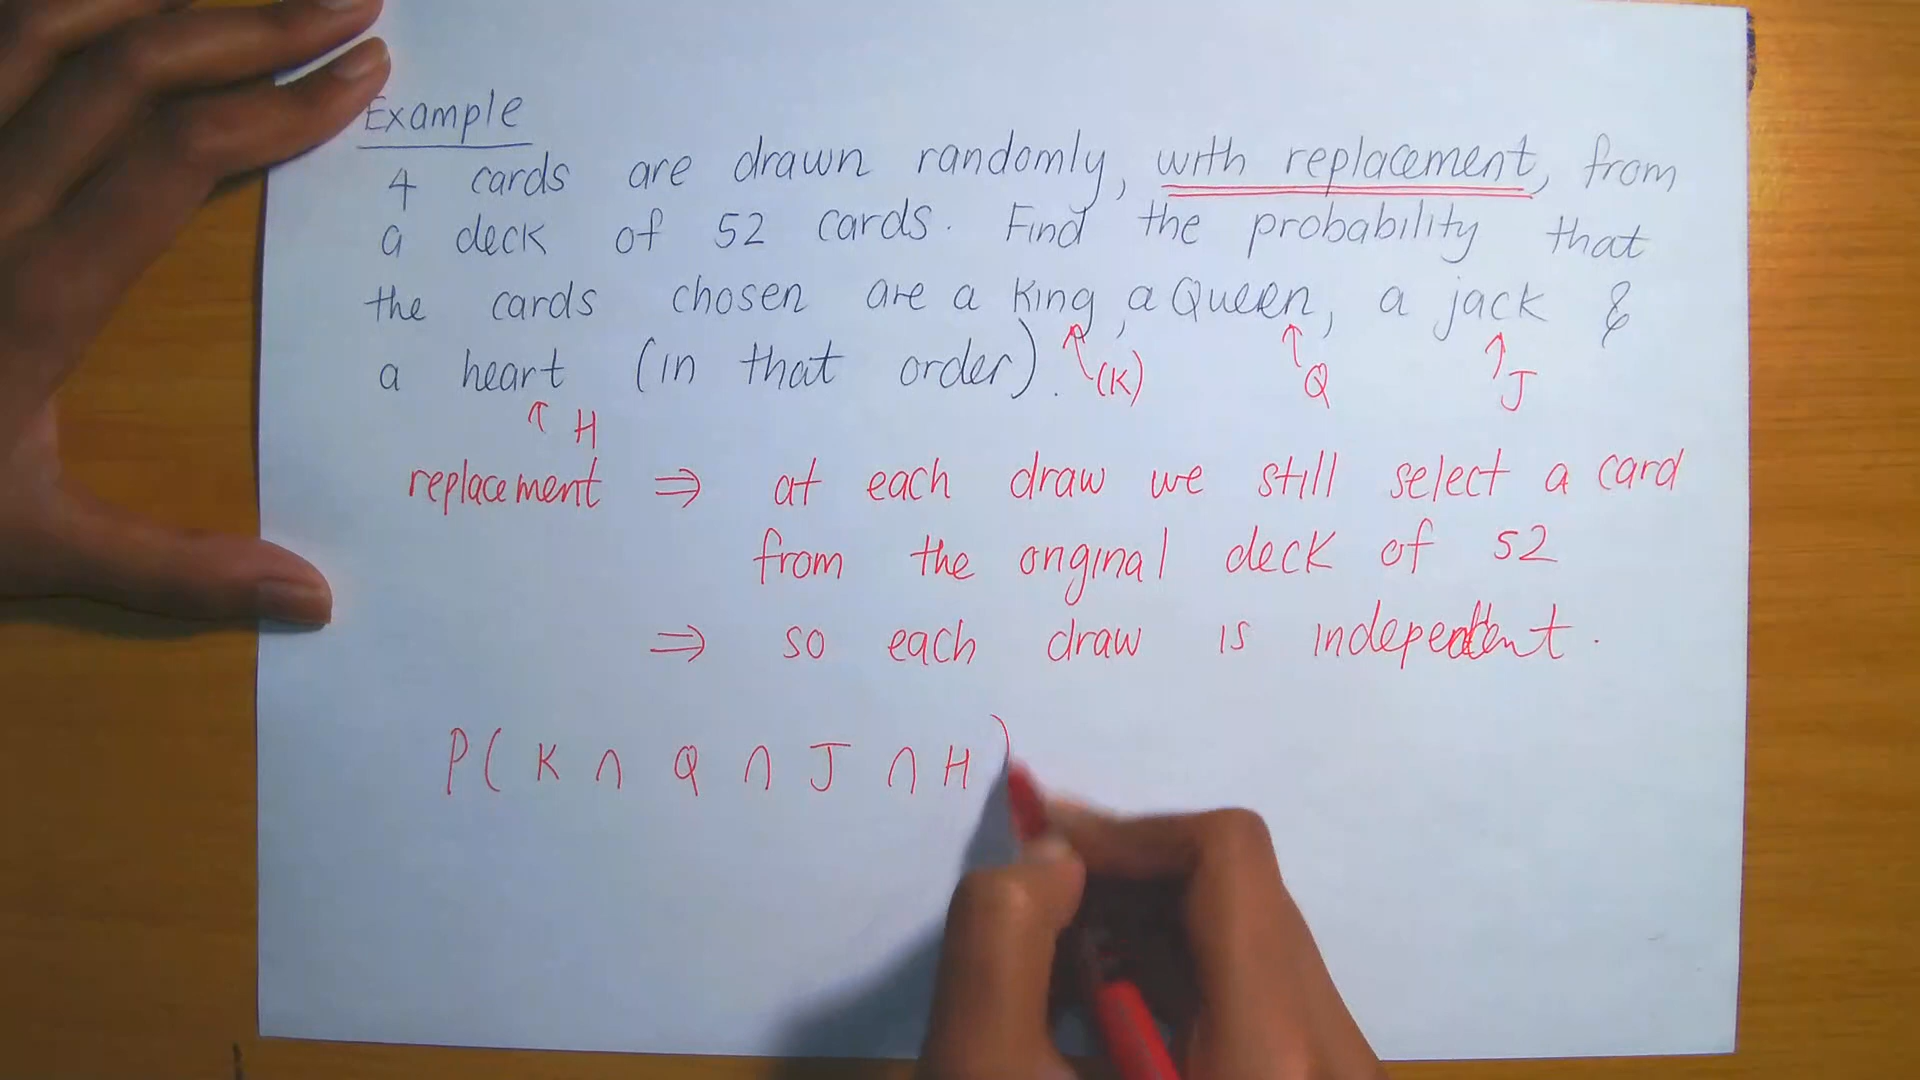 Example
4 cards are drawn randomly, with replacement, from
a deck of 52 cards. Find the probability that
the cards chosen are a King, a Queen, a jack &
a heart (in that order).
(K) Q J
H
replacement ⇒ at each draw we still select a card
from the original deck of 52
⇒ so each draw is independent.
P( K ∩ Q ∩ J ∩ H )